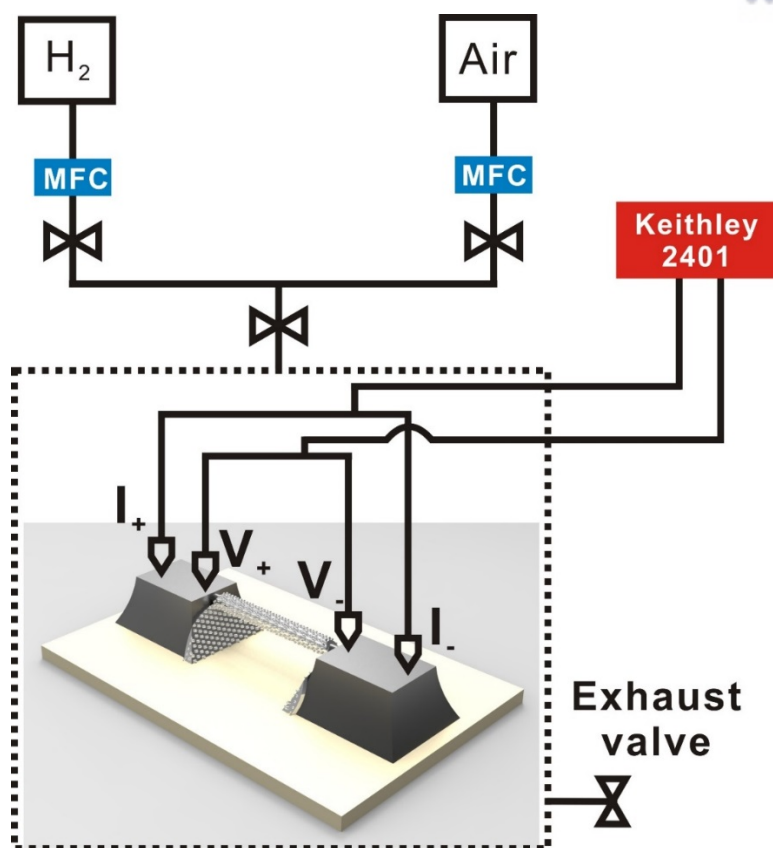 H₂
Air
MFC
MFC
Keithley
2401
I₊
V₊
V₋
I₋
Exhaust
valve